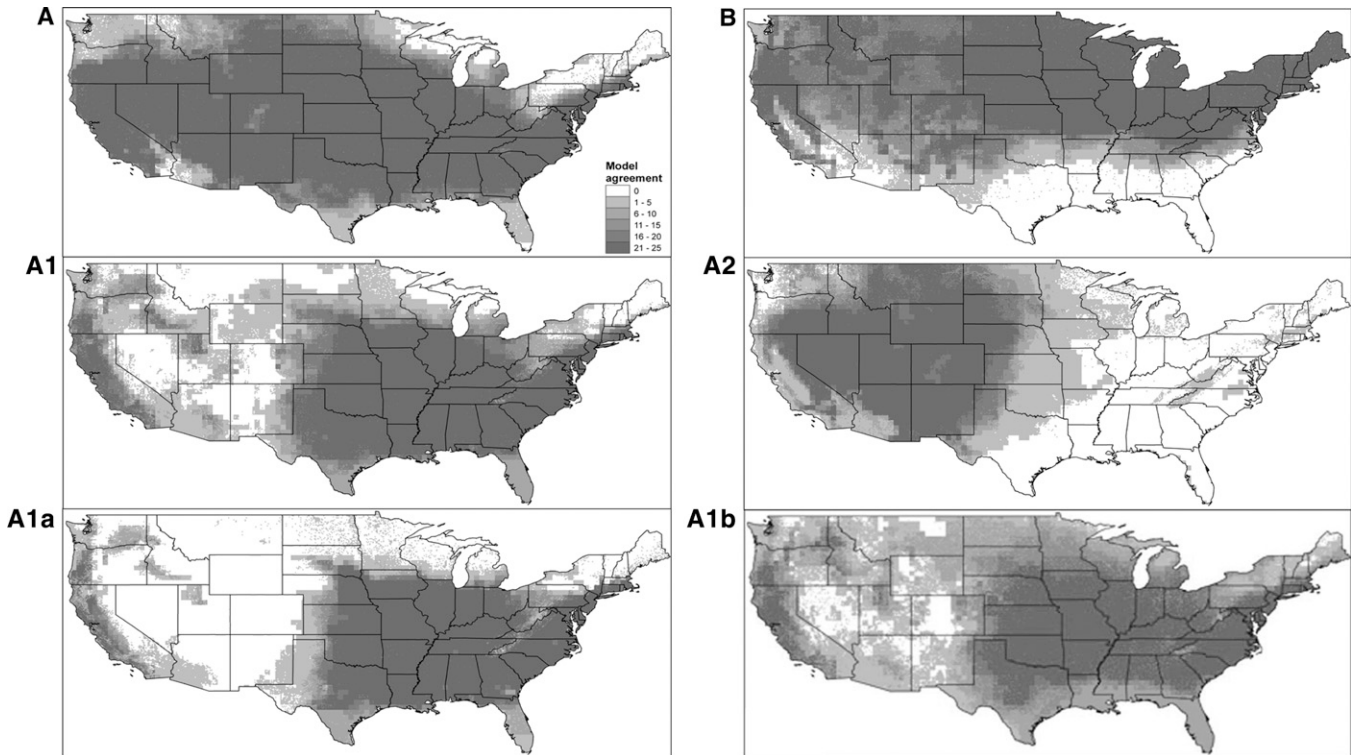 A
B
Model
agreement
0
1 - 5
6 - 10
11 - 15
16 - 20
21 - 25
A1
A2
A1a
A1b